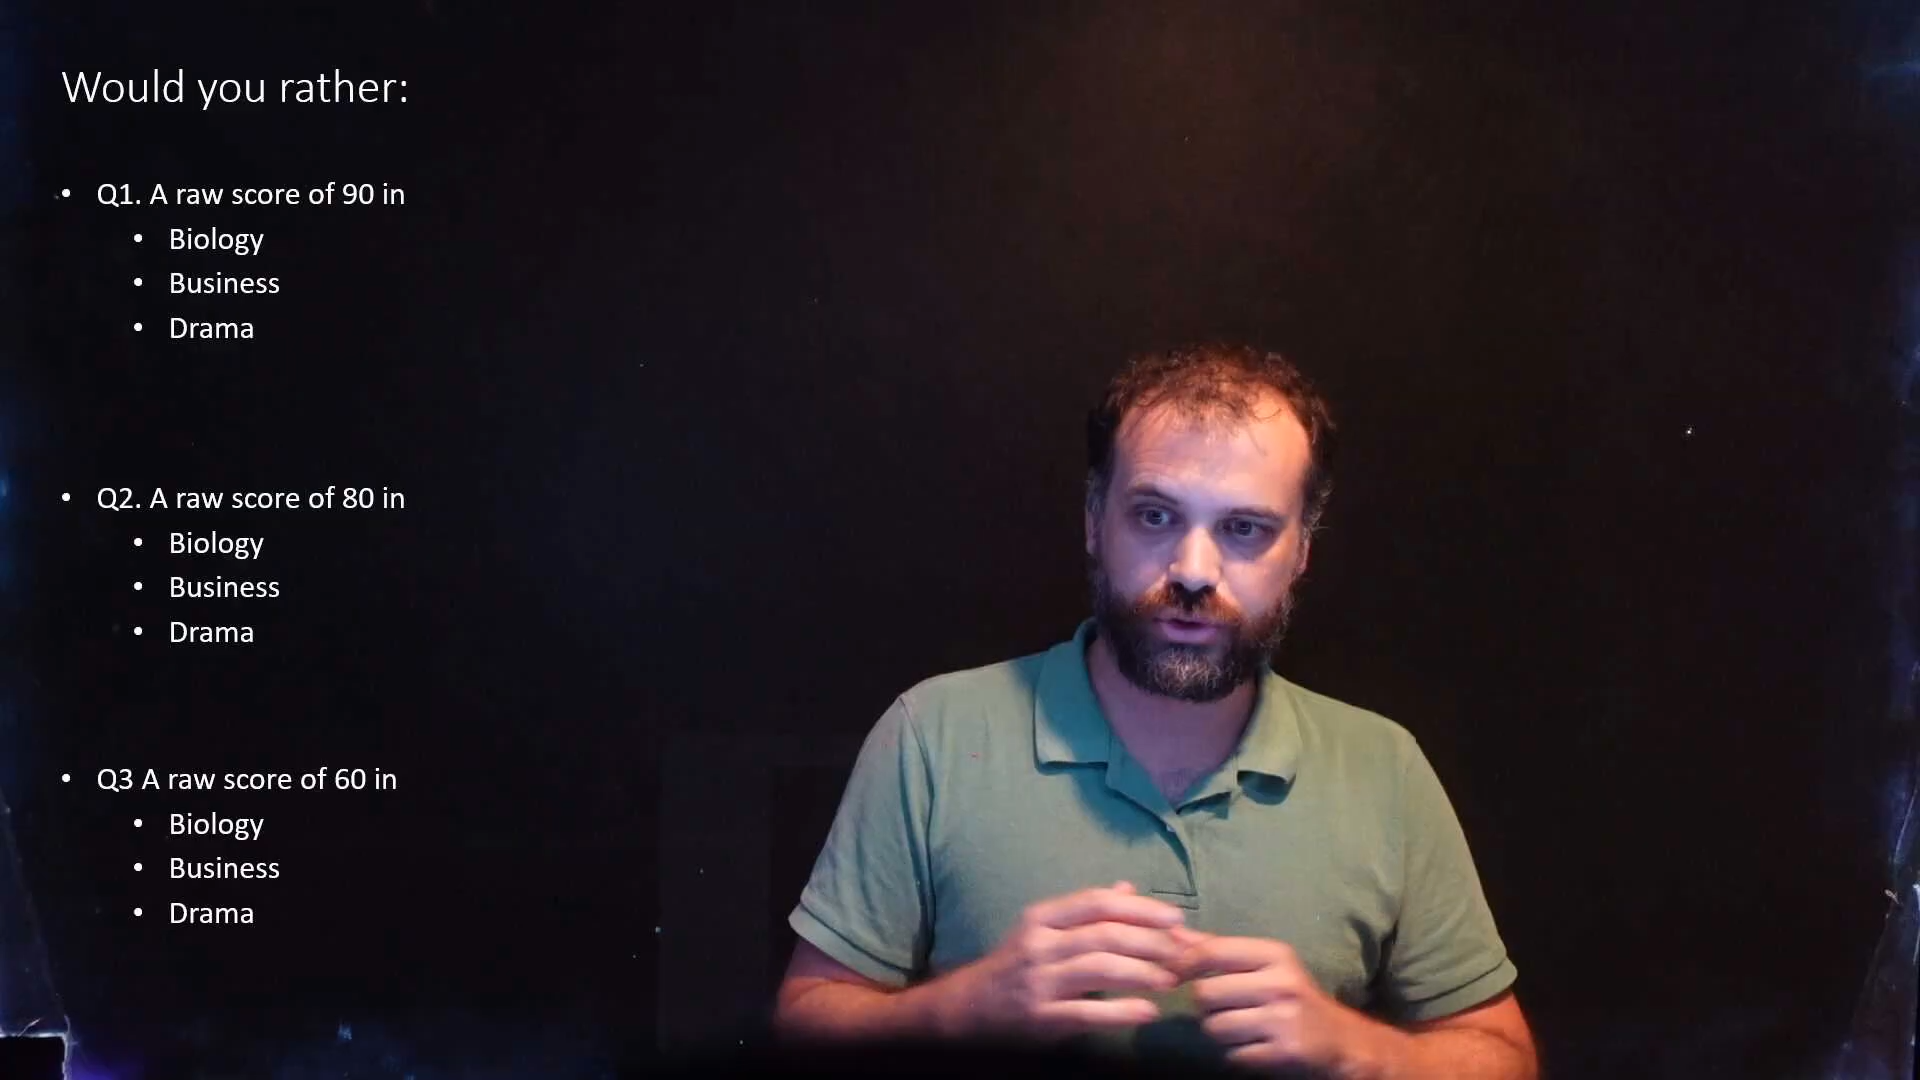 Would you rather:
• Q1. A raw score of 90 in
• Biology
• Business
• Drama
• Q2. A raw score of 80 in
• Biology
• Business
• Drama
• Q3 A raw score of 60 in
• Biology
• Business
• Drama